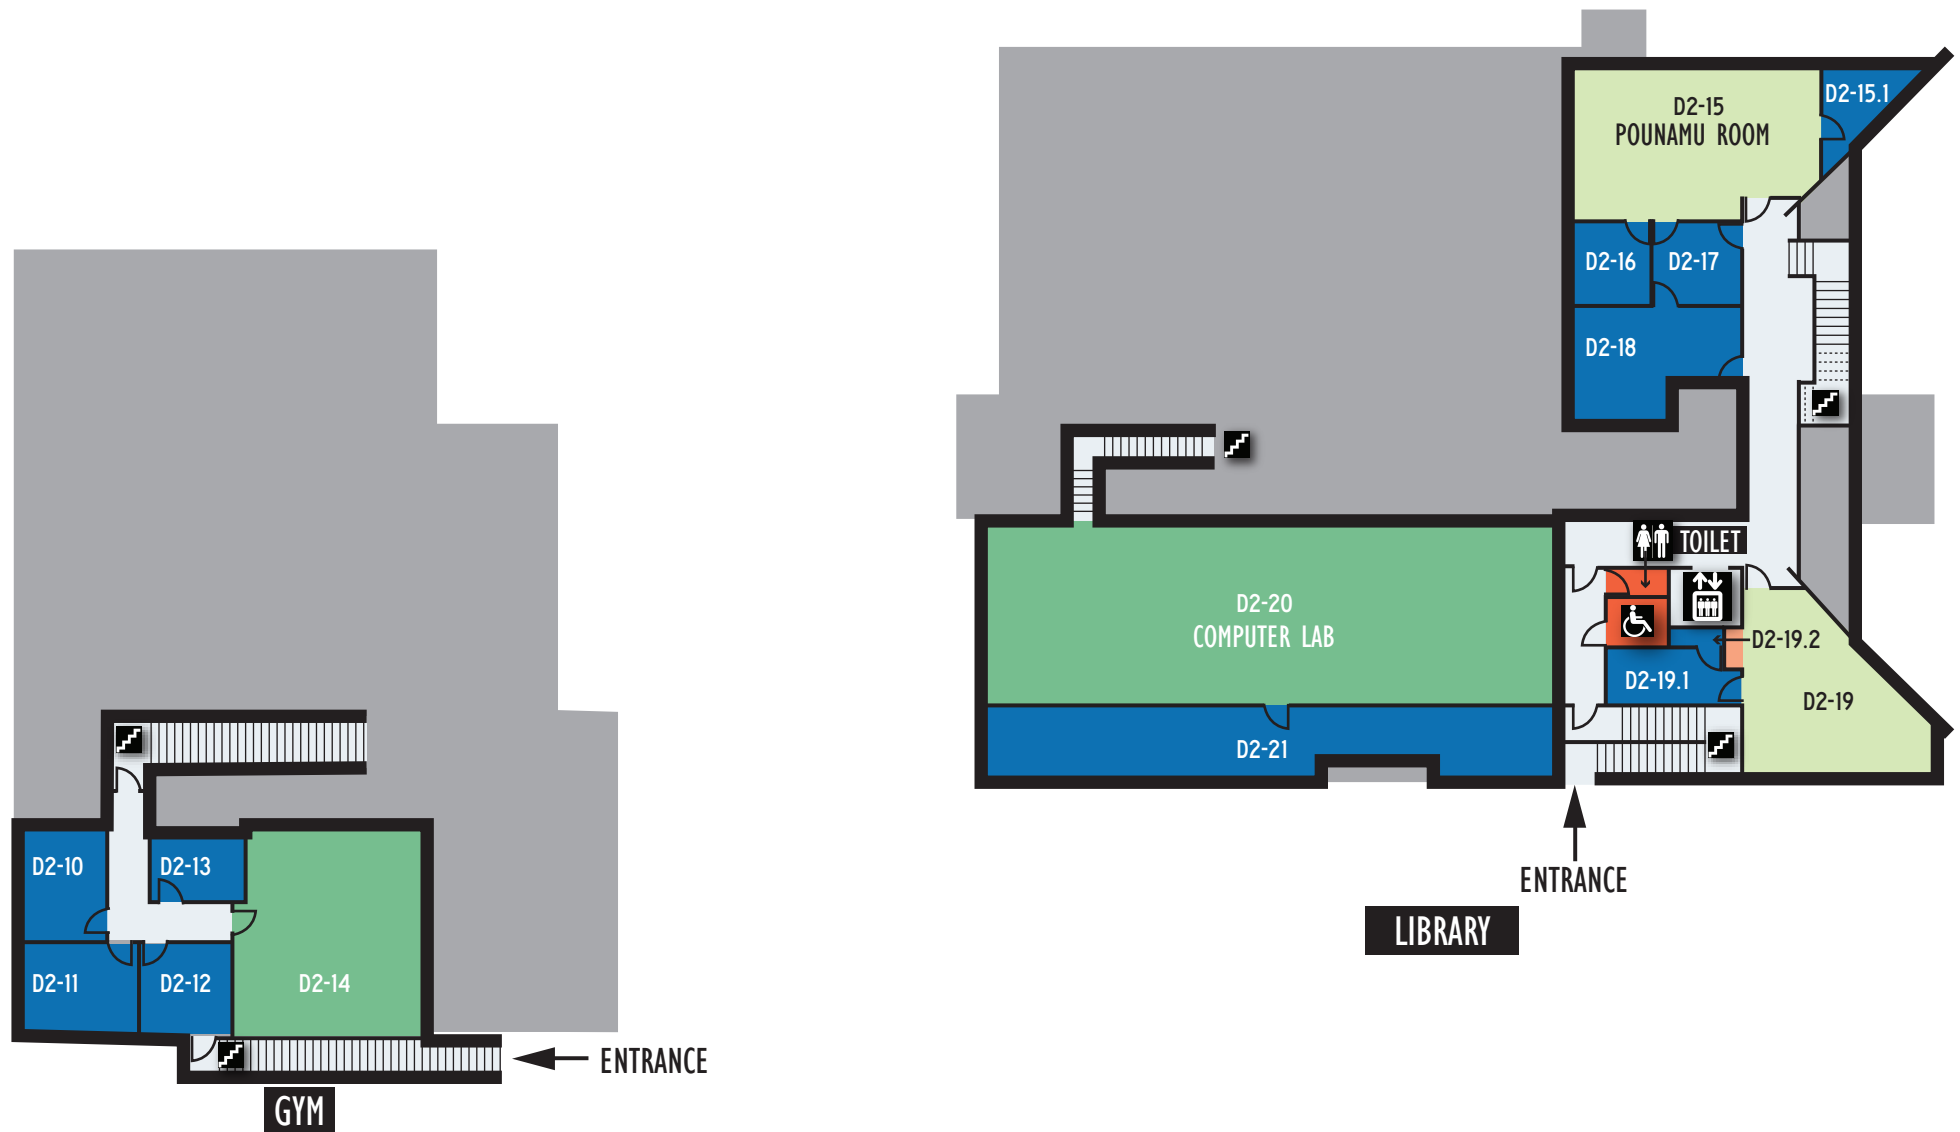 D2-15
POUNAMU ROOM
D2-15.1
D2-16
D2-17
D2-18
TOILET
D2-20
COMPUTER LAB
D2-19.2
D2-19.1
D2-19
D2-21
ENTRANCE
LIBRARY
D2-10
D2-13
D2-11
D2-12
D2-14
ENTRANCE
GYM